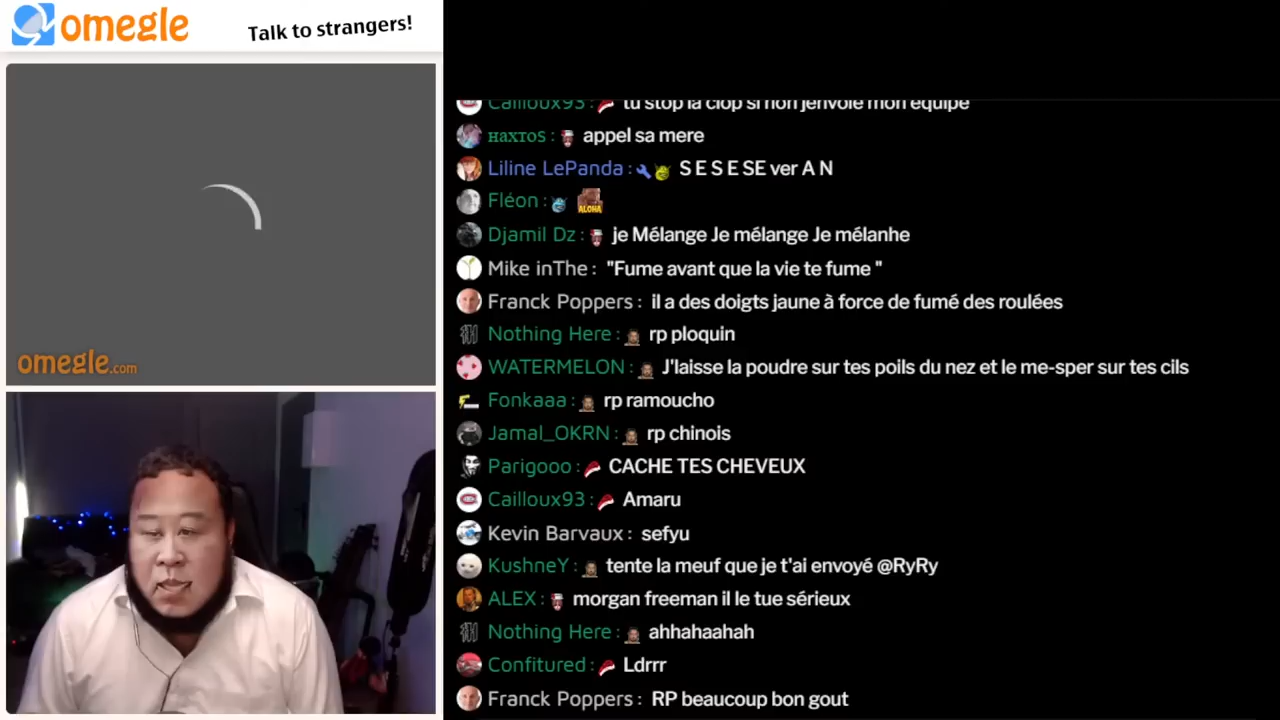 omegle
Talk to strangers!
omegle.com
Cailloux93 : tu stop la clop si non jenvoie mon equipe
наxтоs : appel sa mere
Liline LePanda : S E S E SE ver A N
Fléon : ALOHA
Djamil Dz : je Mélange Je mélange Je mélanhe
Mike inThe : "Fume avant que la vie te fume "
Franck Poppers : il a des doigts jaune à force de fumé des roulées
Nothing Here : rp ploquin
WATERMELON : J'laisse la poudre sur tes poils du nez et le me-sper sur tes cils
Fonkaaa : rp ramoucho
Jamal_OKRN : rp chinois
Parigooo : CACHE TES CHEVEUX
Cailloux93 : Amaru
Kevin Barvaux : sefyu
KushneY : tente la meuf que je t'ai envoyé @RyRy
ALEX : morgan freeman il le tue sérieux
Nothing Here : ahhahaahah
Confitured : Ldrrr
Franck Poppers : RP beaucoup bon gout